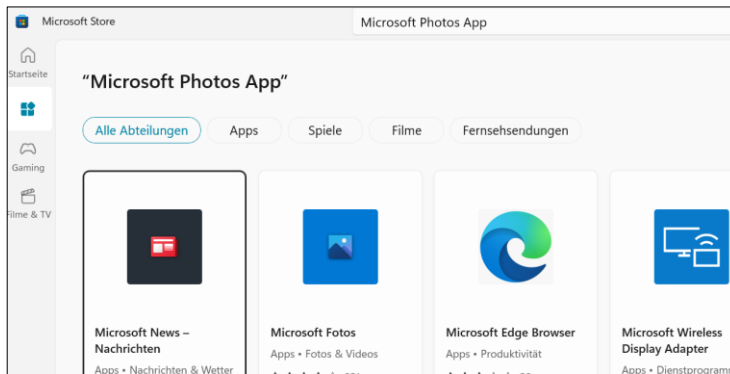 Microsoft Store
Microsoft Photos App
Startseite
"Microsoft Photos App"
Alle Abteilungen
Apps
Spiele
Filme
Fernsehsendungen
Gaming
Filme & TV
Microsoft News –
Nachrichten
Apps • Nachrichten & Wetter
Microsoft Fotos
Apps • Fotos & Videos
Microsoft Edge Browser
Apps • Produktivität
Microsoft Wireless
Display Adapter
Apps • Dienstprogramm